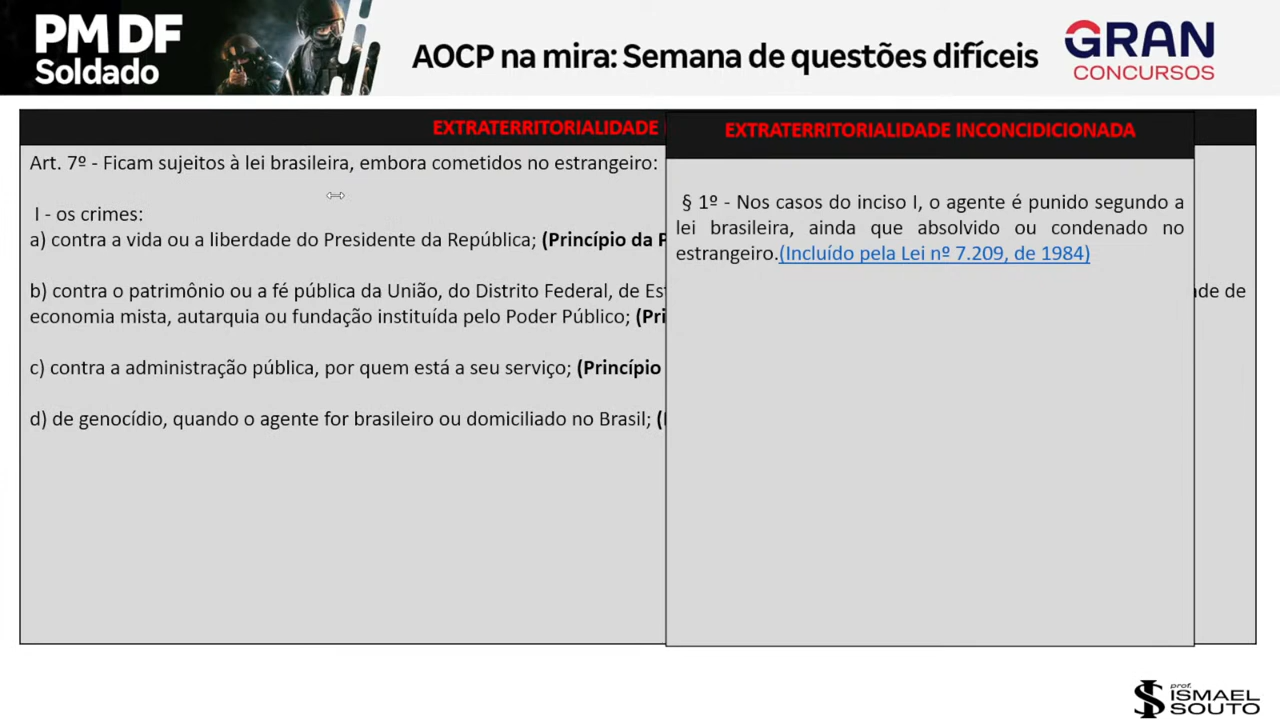 PM DF
Soldado
AOCP na mira: Semana de questões difíceis
GRAN
CONCURSOS
EXTRATERRITORIALIDADE
Art. 7º - Ficam sujeitos à lei brasileira, embora cometidos no estrangeiro:
I - os crimes:
a) contra a vida ou a liberdade do Presidente da República; (Princípio da P
b) contra o patrimônio ou a fé pública da União, do Distrito Federal, de Es
de de
economia mista, autarquia ou fundação instituída pelo Poder Público; (Pri
c) contra a administração pública, por quem está a seu serviço; (Princípio
d) de genocídio, quando o agente for brasileiro ou domiciliado no Brasil; (
EXTRATERRITORIALIDADE INCONCIDICIONADA
§ 1º - Nos casos do inciso I, o agente é punido segundo a
lei brasileira, ainda que absolvido ou condenado no
estrangeiro.(Incluído pela Lei nº 7.209, de 1984)
prof.
ISMAEL
SOUTO